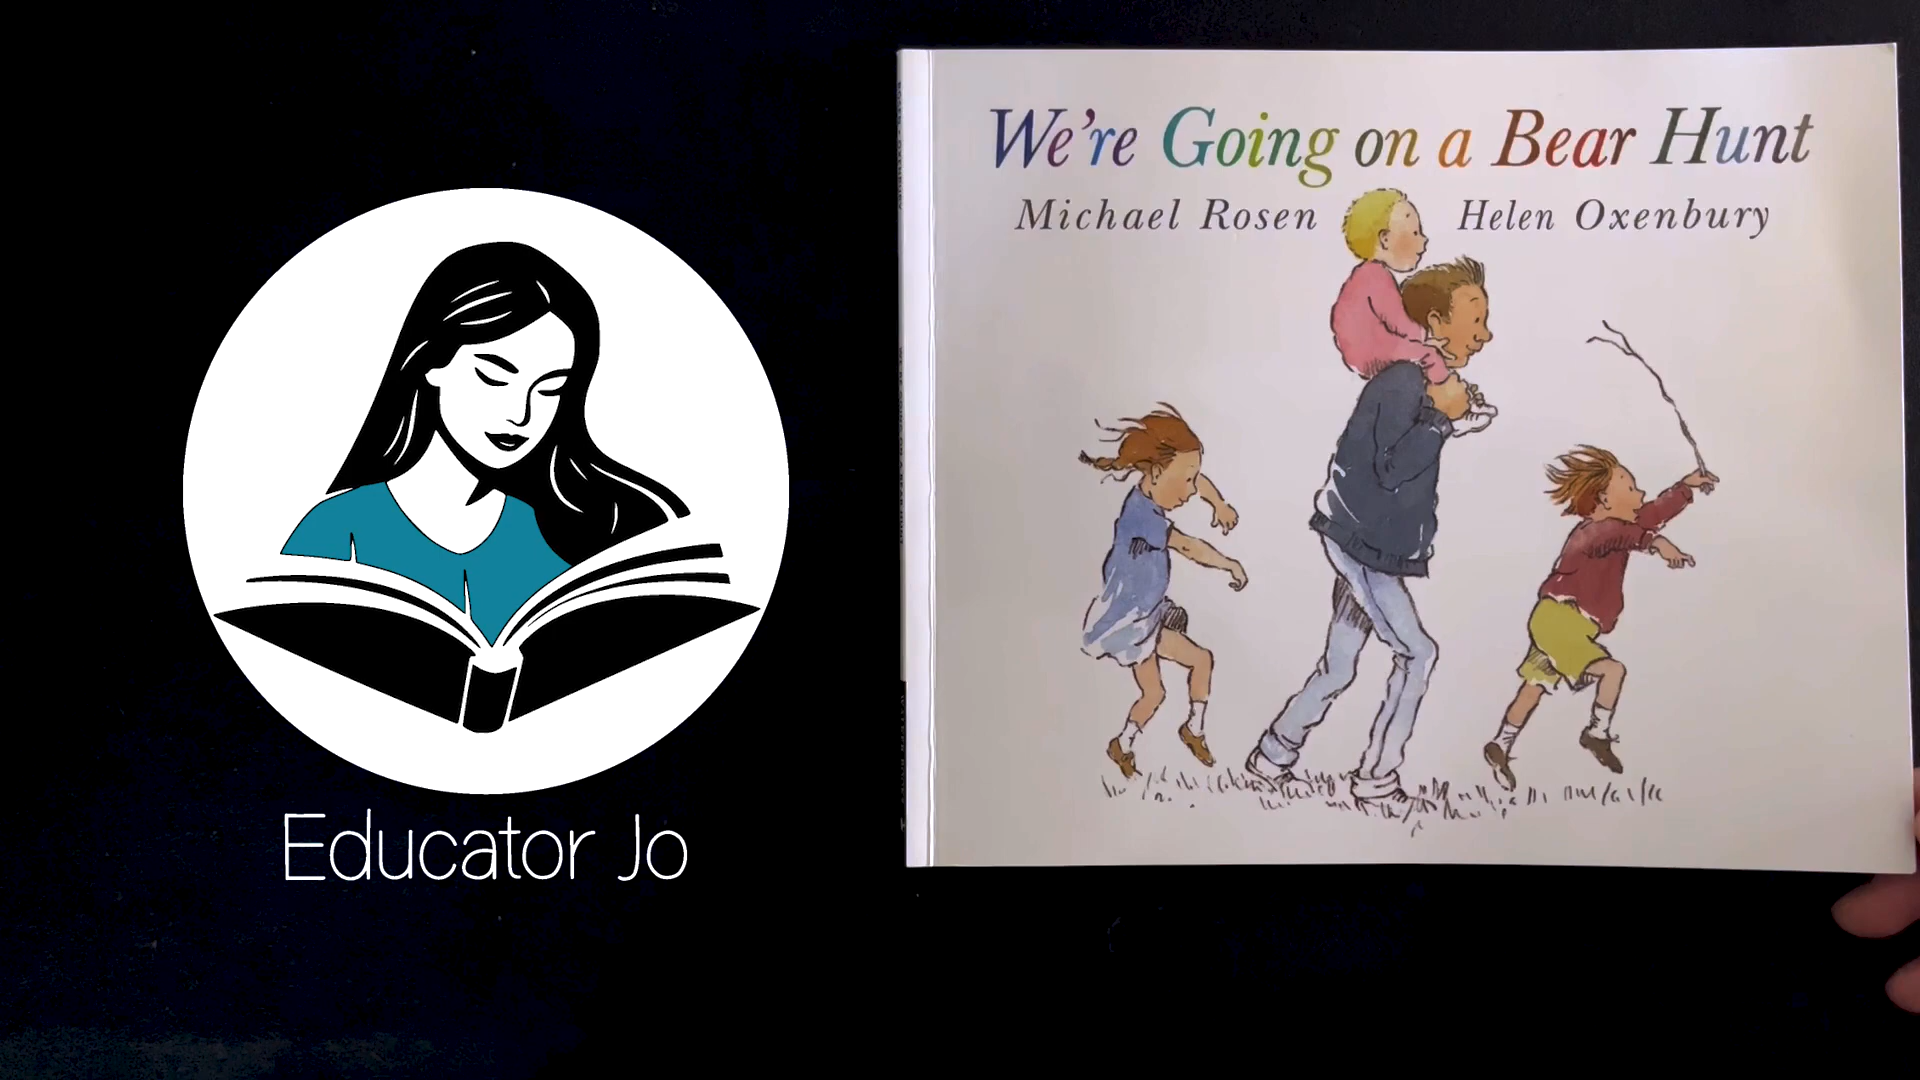 We're Going on a Bear Hunt
Michael Rosen Helen Oxenbury
Educator Jo